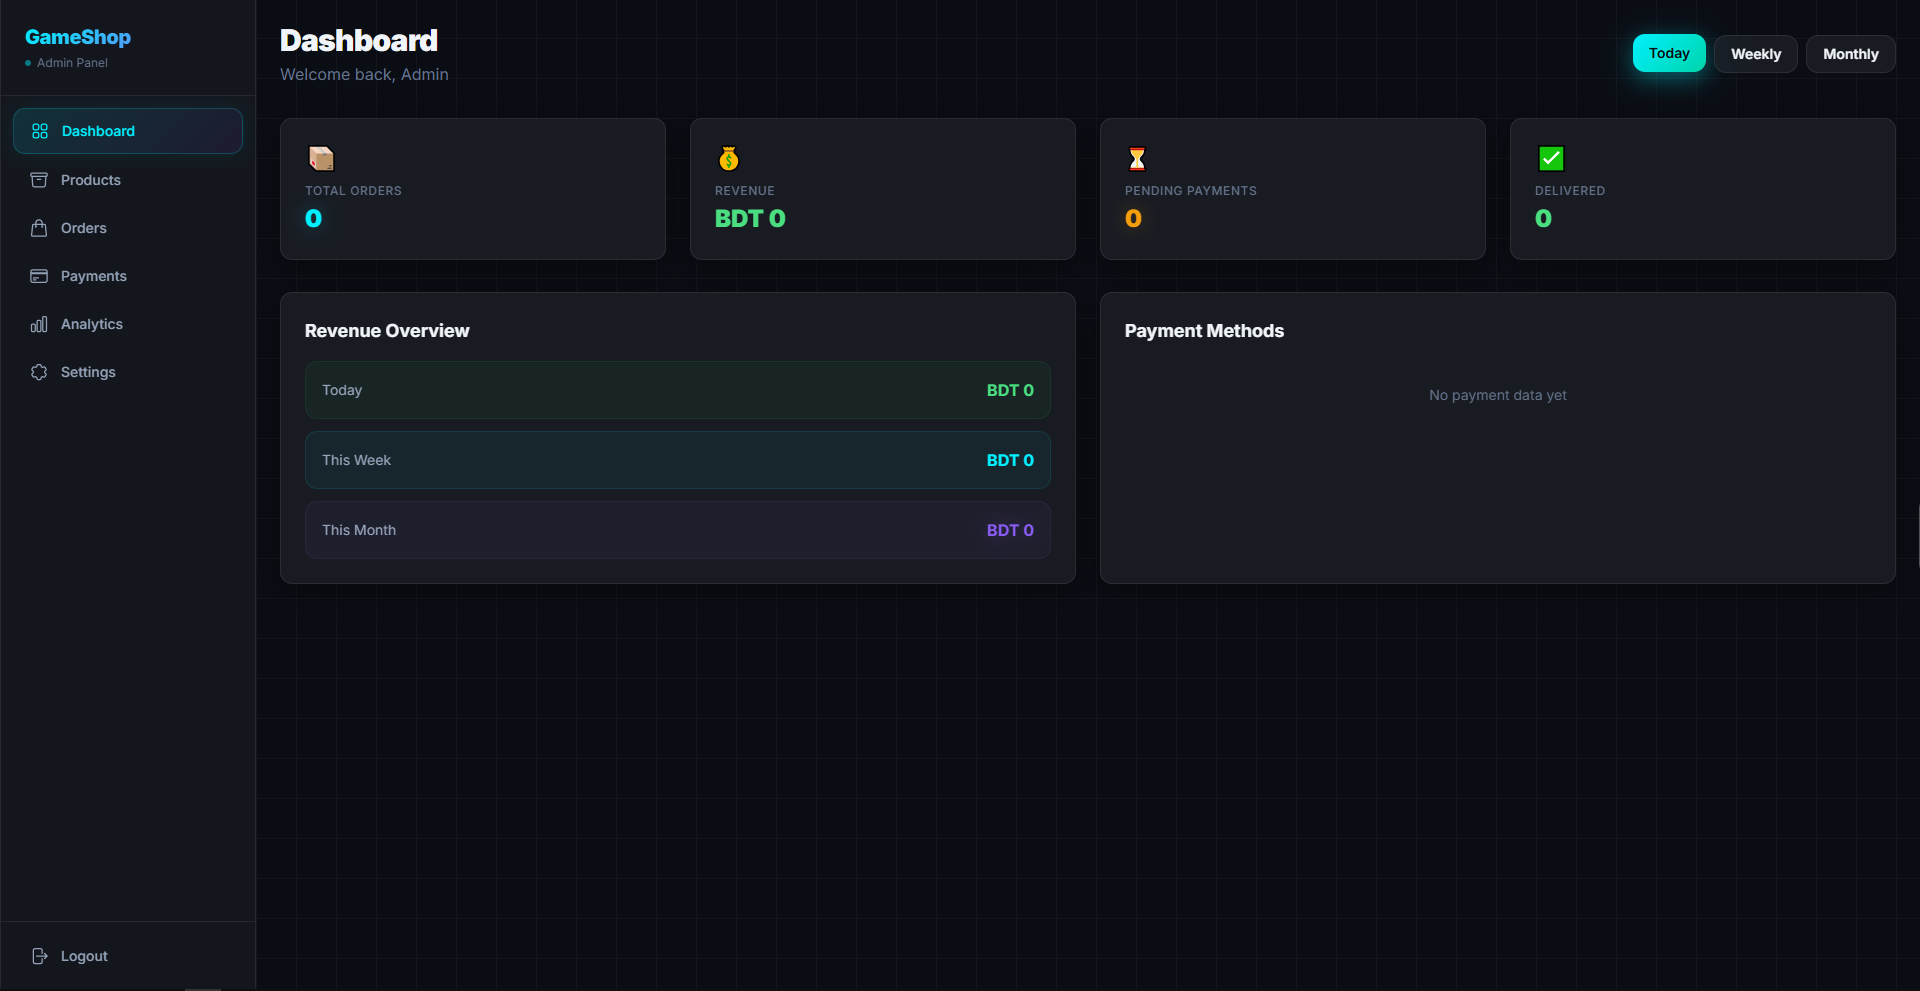 GameShop
Admin Panel
Dashboard
Products
Orders
Payments
Analytics
Settings
Logout
Dashboard
Welcome back, Admin
Today
Weekly
Monthly
TOTAL ORDERS
0
REVENUE
BDT 0
PENDING PAYMENTS
0
DELIVERED
0
Revenue Overview
Today
BDT 0
This Week
BDT 0
This Month
BDT 0
Payment Methods
No payment data yet